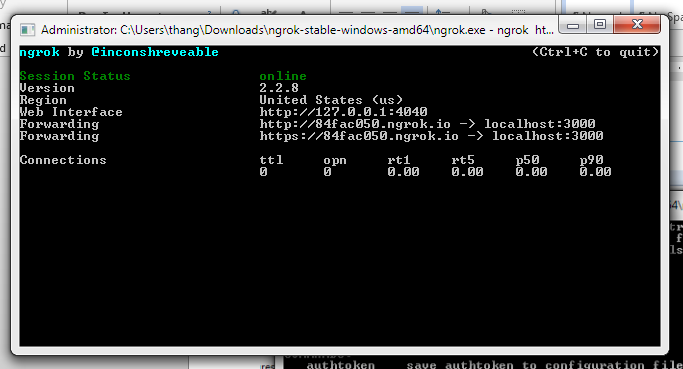 Administrator: C:\Users\thang\Downloads\ngrok-stable-windows-amd64\ngrok.exe - ngrok ht...
ngrok by @inconshreveable (Ctrl+C to quit)
Session Status online
Version 2.2.8
Region United States (us)
Web Interface http://127.0.0.1:4040
Forwarding http://84fac050.ngrok.io -> localhost:3000
Forwarding https://84fac050.ngrok.io -> localhost:3000
Connections ttl opn rt1 rt5 p50 p90
0 0 0.00 0.00 0.00 0.00
authtoken save authtoken to configuration file